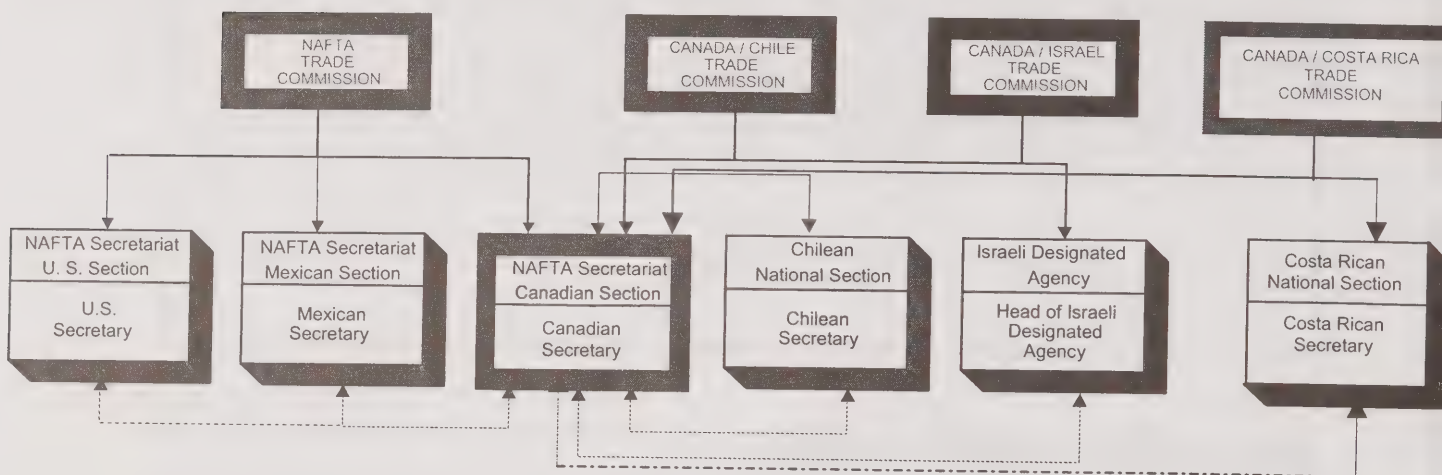 NAFTA
TRADE
COMMISSION
CANADA / CHILE
TRADE
COMMISSION
CANADA / ISRAEL
TRADE
COMMISSION
CANADA / COSTA RICA
TRADE
COMMISSION
NAFTA Secretariat
U. S. Section
U.S.
Secretary
NAFTA Secretariat
Mexican Section
Mexican
Secretary
NAFTA Secretariat
Canadian Section
Canadian
Secretary
Chilean
National Section
Chilean
Secretary
Israeli Designated
Agency
Head of Israeli
Designated
Agency
Costa Rican
National Section
Costa Rican
Secretary